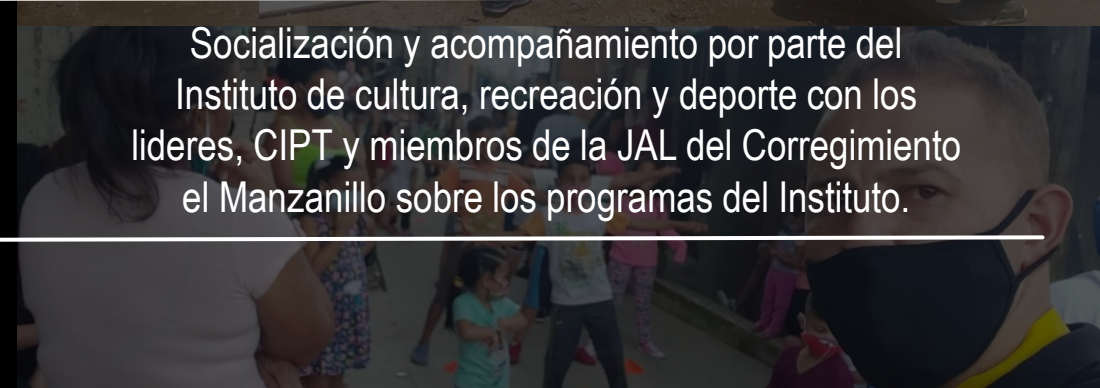 Socialización y acompañamiento por parte del
Instituto de cultura, recreación y deporte con los
lideres, CIPT y miembros de la JAL del Corregimiento
el Manzanillo sobre los programas del Instituto.